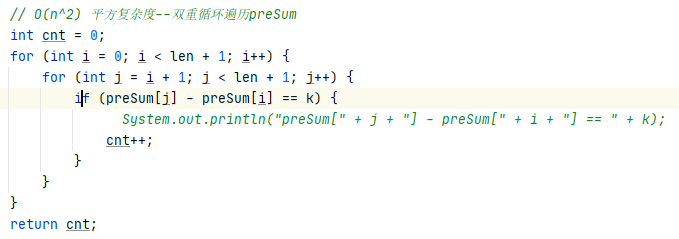 // O(n^2) 平方复杂度--双重循环遍历preSum
int cnt = 0;
for (int i = 0; i < len + 1; i++) {
for (int j = i + 1; j < len + 1; j++) {
if (preSum[j] - preSum[i] == k) {
System.out.println("preSum[" + j + "] - preSum[" + i + "] == " + k);
cnt++;
}
}
}
return cnt;